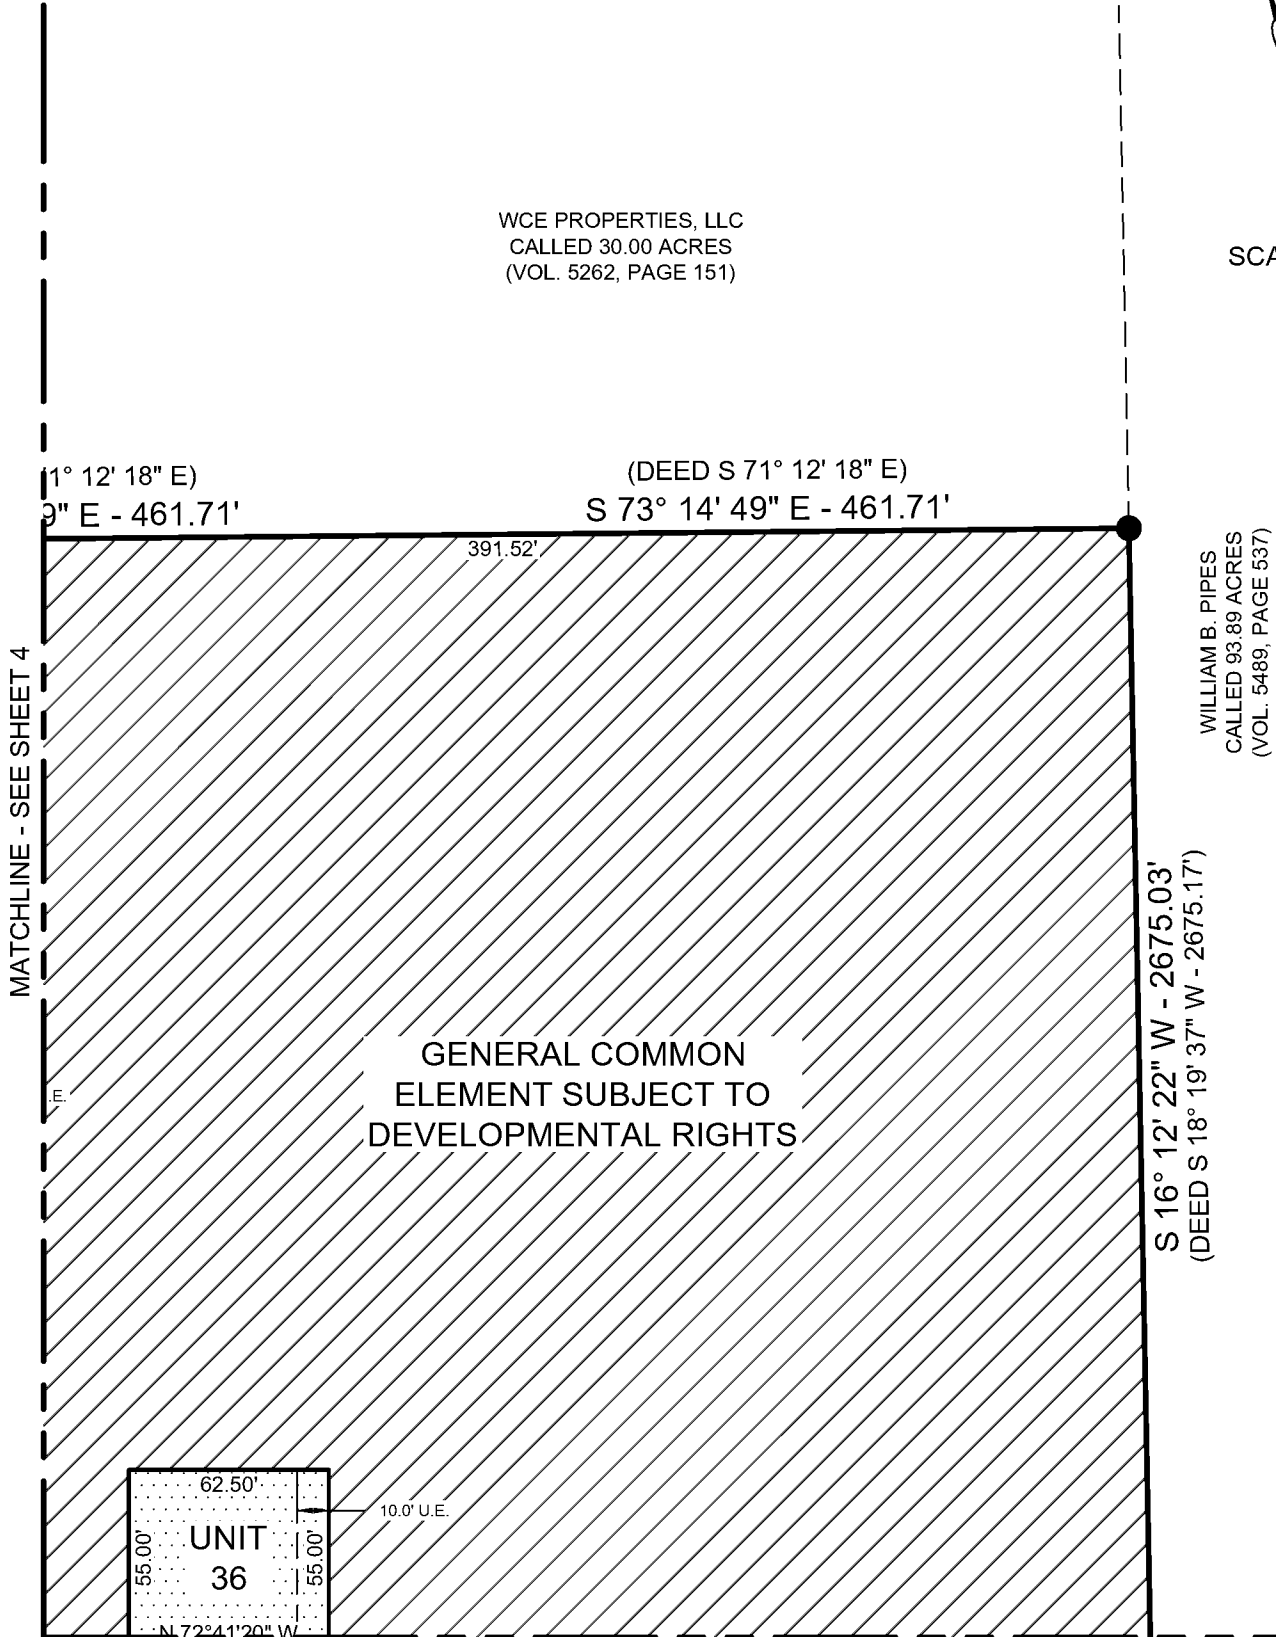 WCE PROPERTIES, LLC
CALLED 30.00 ACRES
(VOL. 5262, PAGE 151)
SCA
1° 12' 18" E)
9" E - 461.71'
(DEED S 71° 12' 18" E)
S 73° 14' 49" E - 461.71'
391.52'
WILLIAM B. PIPES
CALLED 93.89 ACRES
(VOL. 5489, PAGE 537)
MATCHLINE - SEE SHEET 4
S 16° 12' 22" W - 2675.03'
(DEED S 18° 19' 37" W - 2675.17')
GENERAL COMMON
ELEMENT SUBJECT TO
DEVELOPMENTAL RIGHTS
.E.
62.50'
10.0' U.E.
55.00'
UNIT
36
55.00'
N 72°41'20" W